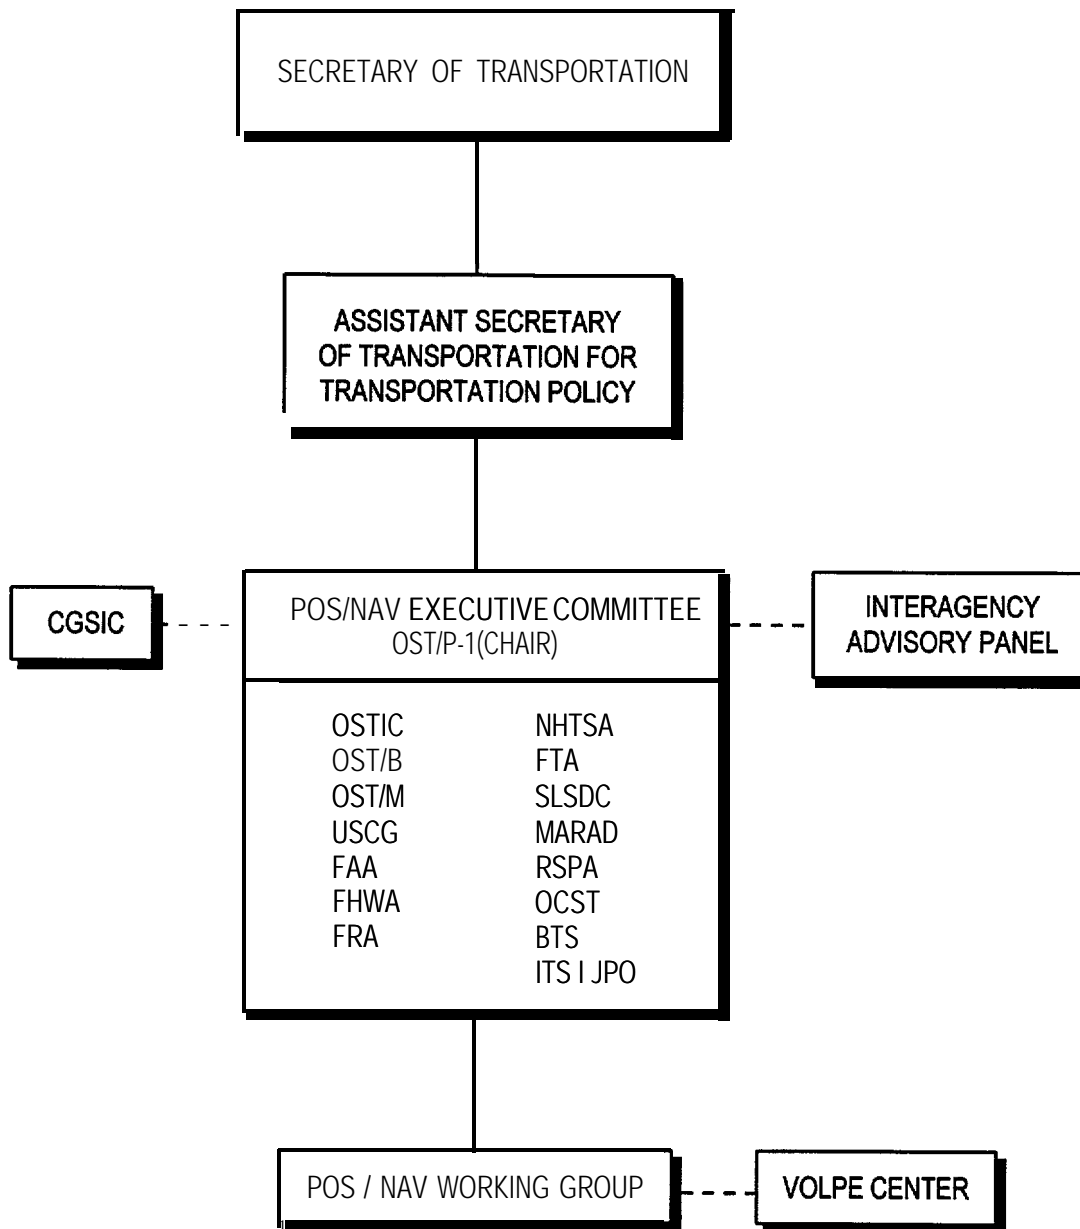 SECRETARY OF TRANSPORTATION
ASSISTANT SECRETARY
OF TRANSPORTATION FOR
TRANSPORTATION POLICY
CGSIC
POS/NAV EXECUTIVE COMMITTEE
OST/P-1(CHAIR)
INTERAGENCY
ADVISORY PANEL
OSTIC
OST/B
OST/M
USCG
FAA
FHWA
FRA
NHTSA
FTA
SLSDC
MARAD
RSPA
OCST
BTS
ITS I JPO
POS / NAV WORKING GROUP
VOLPE CENTER